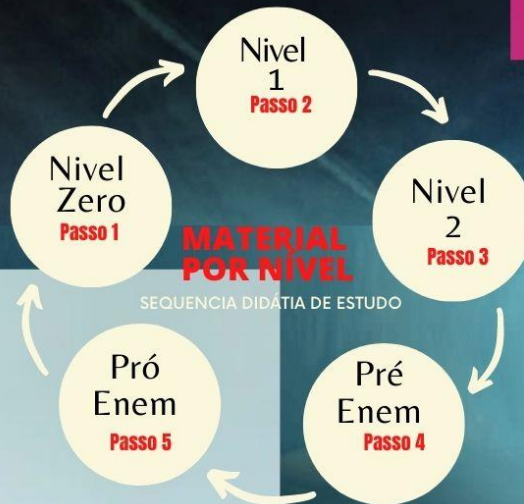 Nivel
Zero
Passo 1
Nivel
1
Passo 2
Nivel
2
Passo 3
Pré
Enem
Passo 4
Pró
Enem
Passo 5
MATERIAL
POR NÍVEL
SEQUENCIA DIDÁTIA DE ESTUDO